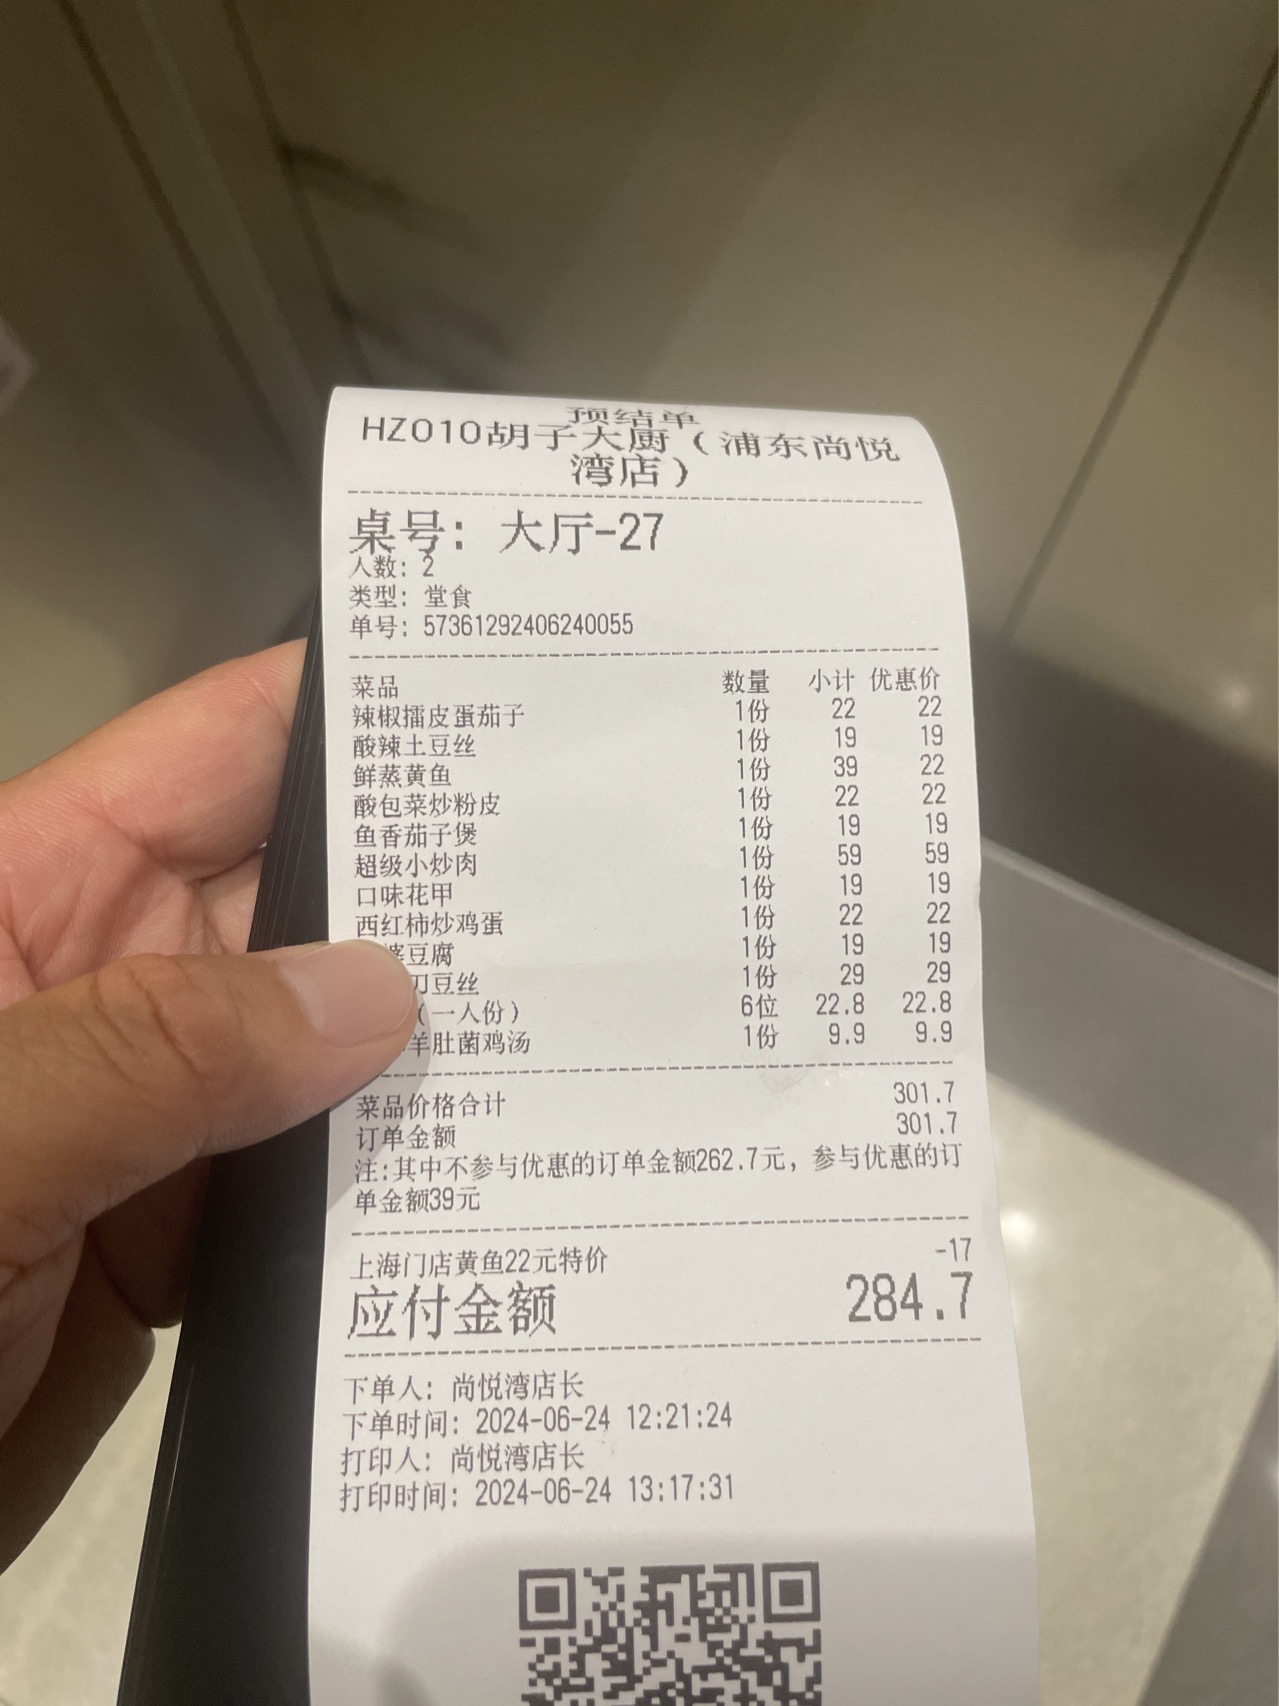 预结单
HZ010胡子大厨（浦东尚悦
湾店）
桌号：大厅-27
人数：2
类型：堂食
单号：573612924062400​55
菜品 数量 小计 优惠价
辣椒擂皮蛋茄子 1份 22 22
酸辣土豆丝 1份 19 19
鲜蒸黄鱼 1份 39 22
酸包菜炒粉皮 1份 22 22
鱼香茄子煲 1份 19 19
超级小炒肉 1份 59 59
口味花甲 1份 19 19
西红柿炒鸡蛋 1份 22 22
婆豆腐 1份 19 19
刀豆丝 1份 29 29
（一人份） 6位 22.8 22.8
羊肚菌鸡汤 1份 9.9 9.9
菜品价格合计 301.7
订单金额 301.7
注:其中不参与优惠的订单金额262.7元，参与优惠的订
单金额39元
上海门店黄鱼22元特价 -17
应付金额 284.7
下单人：尚悦湾店长
下单时间：2024-06-24 12:21:24
打印人：尚悦湾店长
打印时间：2024-06-24 13:17:31